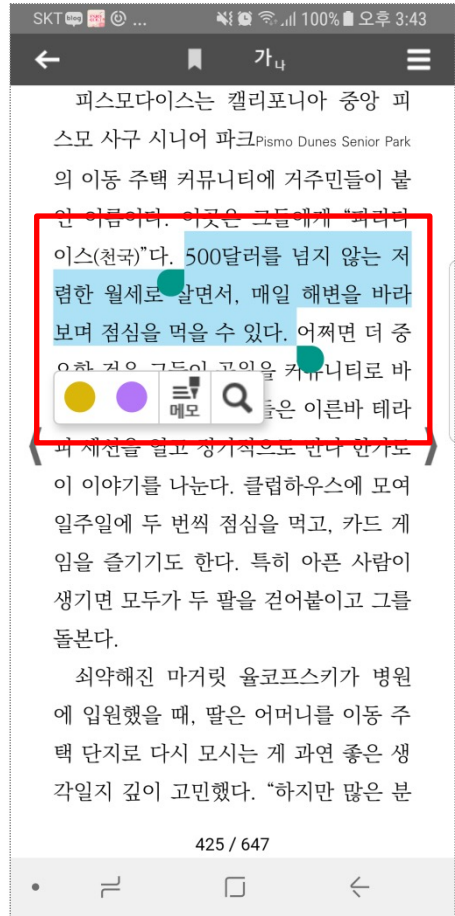 SKT blog ... 100% 오후 3:43
가나
피스모다이스는 캘리포니아 중앙 피
스모 사구 시니어 파크Pismo Dunes Senior Park
의 이동 주택 커뮤니티에 거주민들이 붙
인 이름이다. 이곳은 그들에게 “파라다
이스(천국)”다. 500달러를 넘지 않는 저
렴한 월세로 살면서, 매일 해변을 바라
보며 점심을 먹을 수 있다. 어쩌면 더 중
요한 것은 그들이 공원을 커뮤니티로 바
메모
들은 이른바 테라
피 세션을 열고 정기적으로 만나 한가로
이 이야기를 나눈다. 클럽하우스에 모여
일주일에 두 번씩 점심을 먹고, 카드 게
임을 즐기기도 한다. 특히 아픈 사람이
생기면 모두가 두 팔을 걷어붙이고 그를
돌본다.
쇠약해진 마거릿 율코프스키가 병원
에 입원했을 때, 딸은 어머니를 이동 주
택 단지로 다시 모시는 게 과연 좋은 생
각일지 깊이 고민했다. “하지만 많은 분
425 / 647